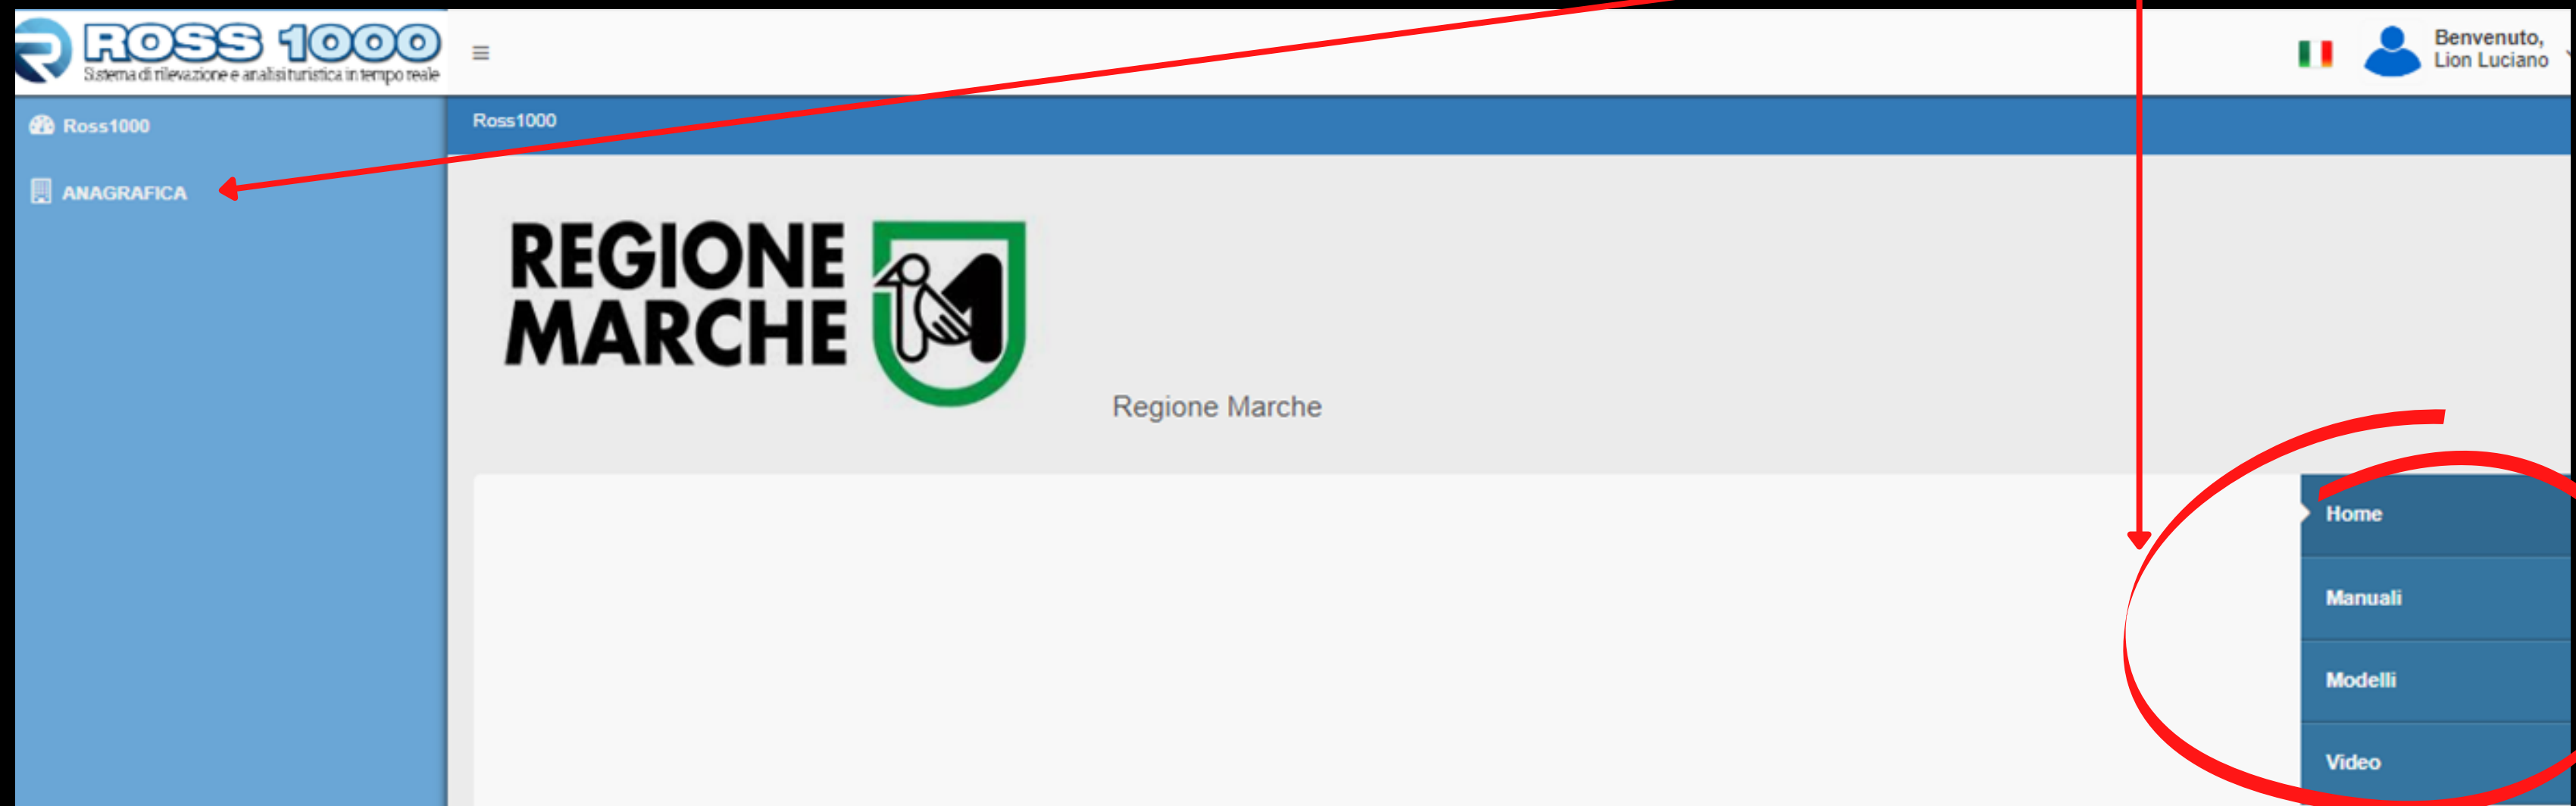 ROSS 1000
Sistema di rilevazione e analisi turistica in tempo reale
Benvenuto,
Lion Luciano
Ross1000
Ross1000
ANAGRAFICA
REGIONE
MARCHE
Regione Marche
Home
Manuali
Modelli
Video